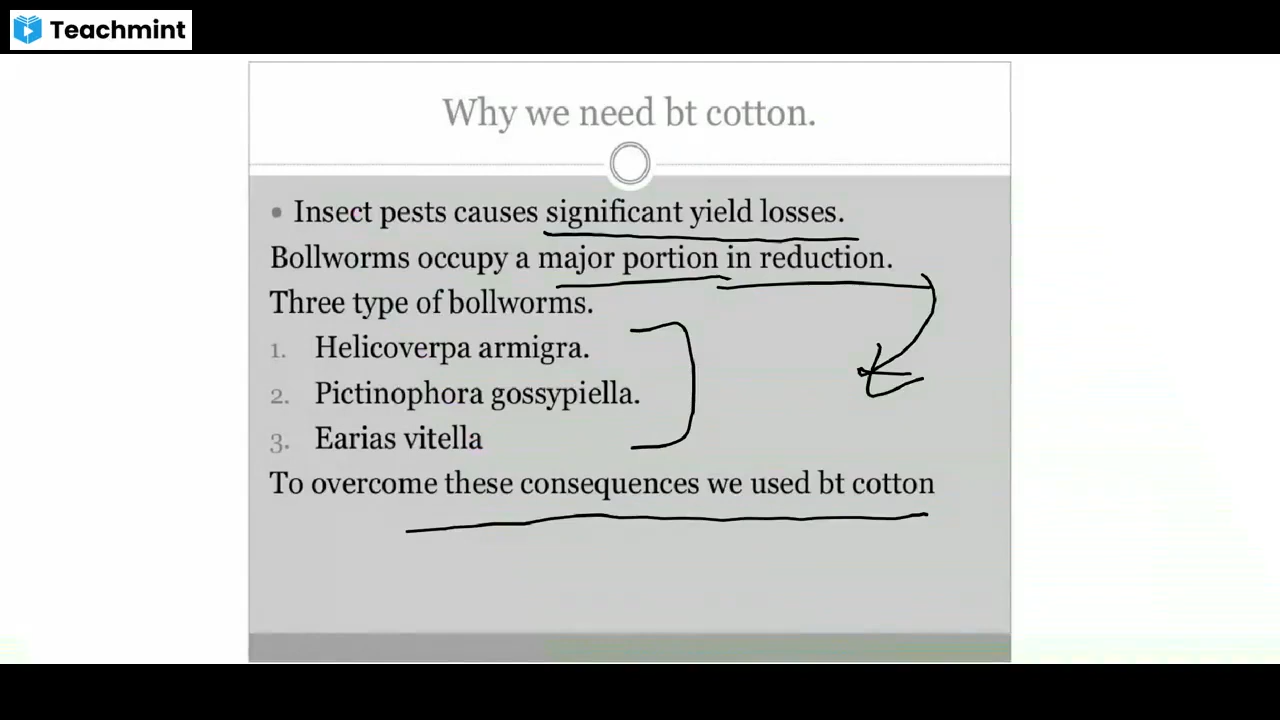 Teachmint
Why we need bt cotton.
• Insect pests causes significant yield losses.
Bollworms occupy a major portion in reduction.
Three type of bollworms.
1. Helicoverpa armigra.
2. Pictinophora gossypiella.
3. Earias vitella
To overcome these consequences we used bt cotton